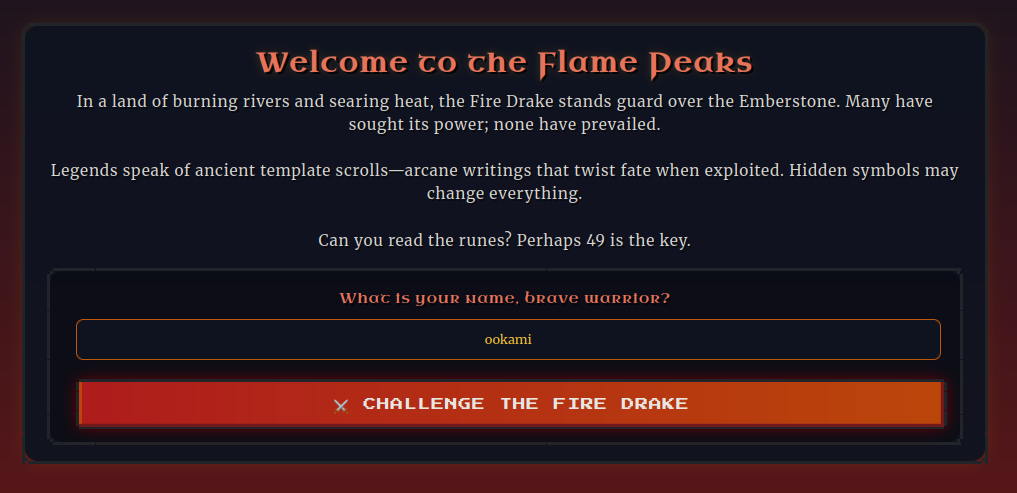 Welcome to the Flame Peaks
In a land of burning rivers and searing heat, the Fire Drake stands guard over the Emberstone. Many have
sought its power; none have prevailed.
Legends speak of ancient template scrolls—arcane writings that twist fate when exploited. Hidden symbols may
change everything.
Can you read the runes? Perhaps 49 is the key.
What is your name, brave warrior?
ookami
⚔ CHALLENGE THE FIRE DRAKE